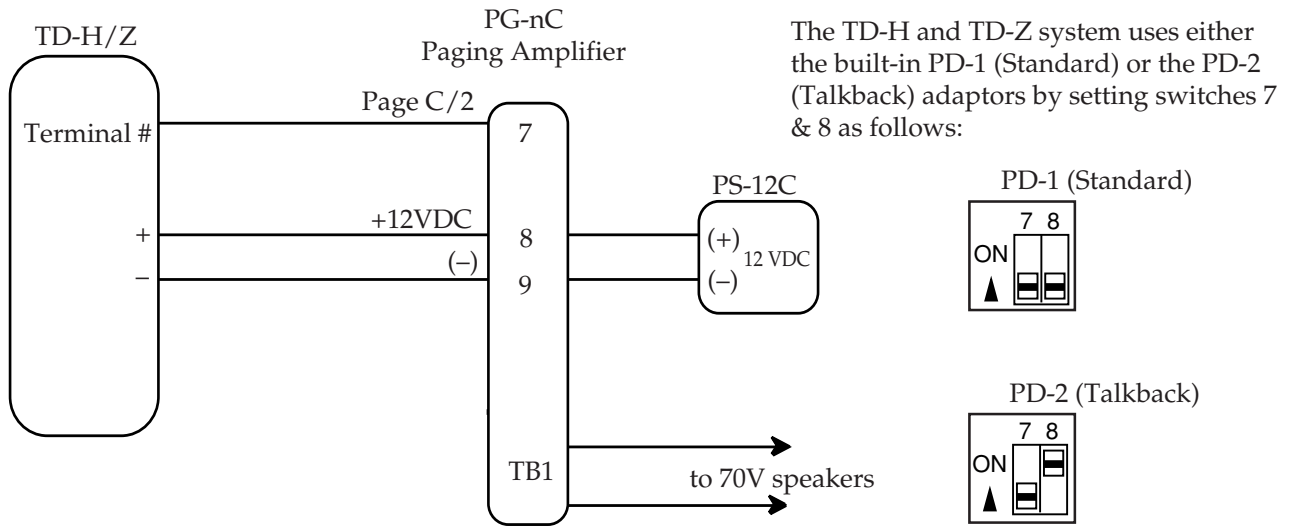 TD-H/Z
PG-nC
Paging Amplifier
The TD-H and TD-Z system uses either
the built-in PD-1 (Standard) or the PD-2
(Talkback) adaptors by setting switches 7
& 8 as follows:
Page C/2
Terminal #
7
PS-12C
PD-1 (Standard)
7 8
+
+12VDC
8
(+)
12 VDC
ON
−
(−)
9
(−)
PD-2 (Talkback)
7 8
ON
TB1
to 70V speakers